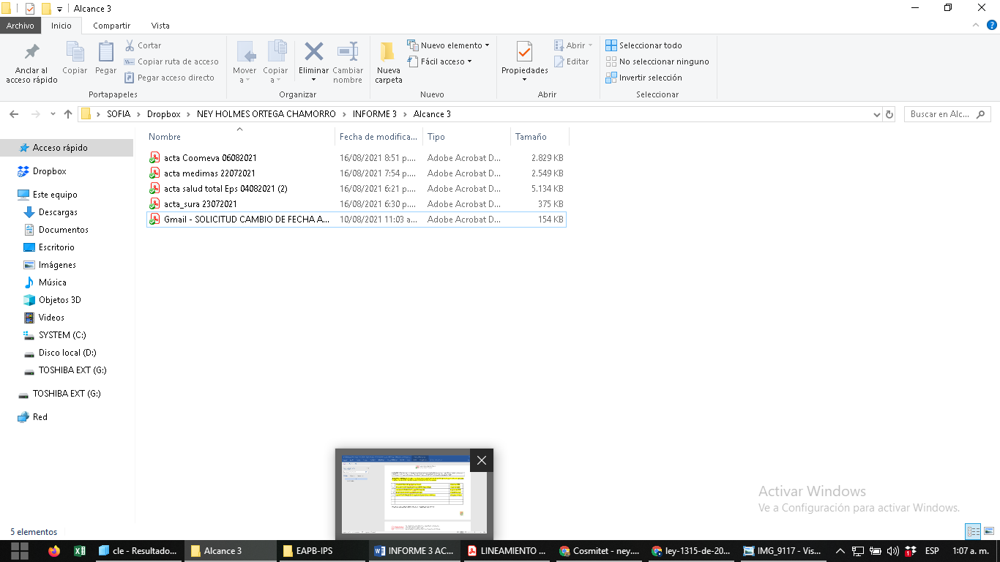 Alcance 3
Archivo Inicio Compartir Vista
Anclar al acceso rápido
Copiar
Pegar
Cortar
Copiar ruta de acceso
Pegar acceso directo
Portapapeles
Mover a
Copiar a
Eliminar
Cambiar nombre
Organizar
Nueva carpeta
Nuevo elemento
Fácil acceso
Nuevo
Propiedades
Abrir
Editar
Abrir
Seleccionar todo
No seleccionar ninguno
Invertir selección
Seleccionar
SOFIA > Dropbox > NEY HOLMES ORTEGA CHAMORRO > INFORME 3 > Alcance 3
Buscar en Alc...
Nombre Fecha de modifica... Tipo Tamaño
acta Coomeva 06082021 16/08/2021 8:51 p.... Adobe Acrobat D... 2.829 KB
acta medimas 22072021 16/08/2021 7:54 p.... Adobe Acrobat D... 2.549 KB
acta salud total Eps 04082021 (2) 16/08/2021 6:21 p.... Adobe Acrobat D... 5.134 KB
acta_sura 23072021 16/08/2021 6:30 p.... Adobe Acrobat D... 375 KB
Gmail - SOLICITUD CAMBIO DE FECHA A... 10/08/2021 11:03 a... Adobe Acrobat D... 154 KB
Acceso rápido
Dropbox
Este equipo
Descargas
Documentos
Escritorio
Imágenes
Música
Objetos 3D
Videos
SYSTEM (C:)
Disco local (D:)
TOSHIBA EXT (G:)
TOSHIBA EXT (G:)
Red
Activar Windows
Ve a Configuración para activar Windows.
5 elementos
cle - Resultado...
Alcance 3
EAPB-IPS
INFORME 3 AC...
LINEAMIENTO ...
Cosmitet - ney....
ley-1315-de-20...
IMG_9117 - Vis...
ESP
1:07 a. m.